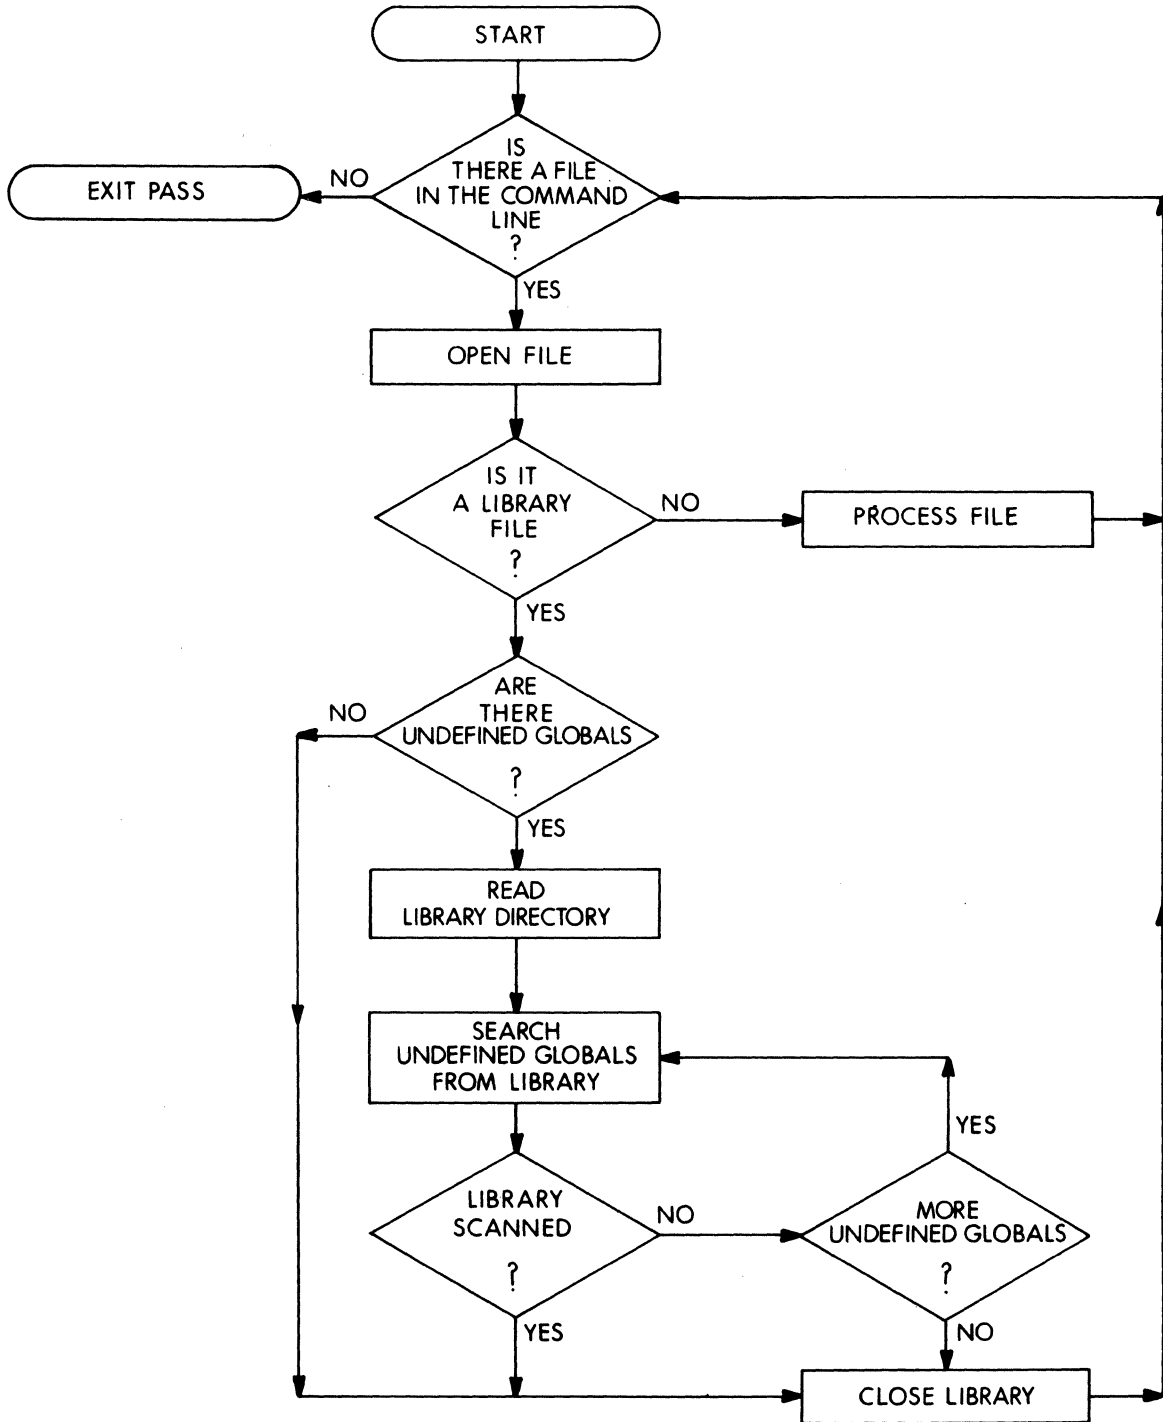 START
IS
THERE A FILE
IN THE COMMAND
LINE
?
NO
EXIT PASS
YES
OPEN FILE
IS IT
A LIBRARY
FILE
?
NO
PROCESS FILE
YES
ARE
THERE
UNDEFINED GLOBALS
?
NO
YES
READ
LIBRARY DIRECTORY
SEARCH
UNDEFINED GLOBALS
FROM LIBRARY
LIBRARY
SCANNED
?
NO
MORE
UNDEFINED GLOBALS
?
YES
YES
NO
CLOSE LIBRARY